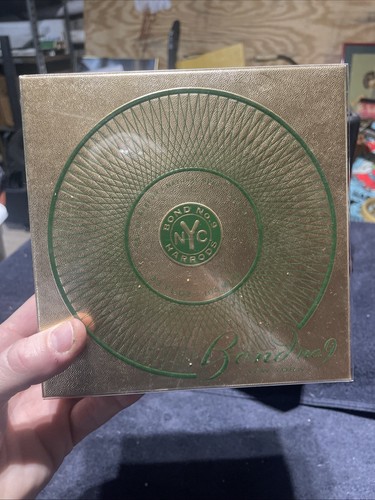 BOND No. 9
NYC
HARRODS
Bond no. 9